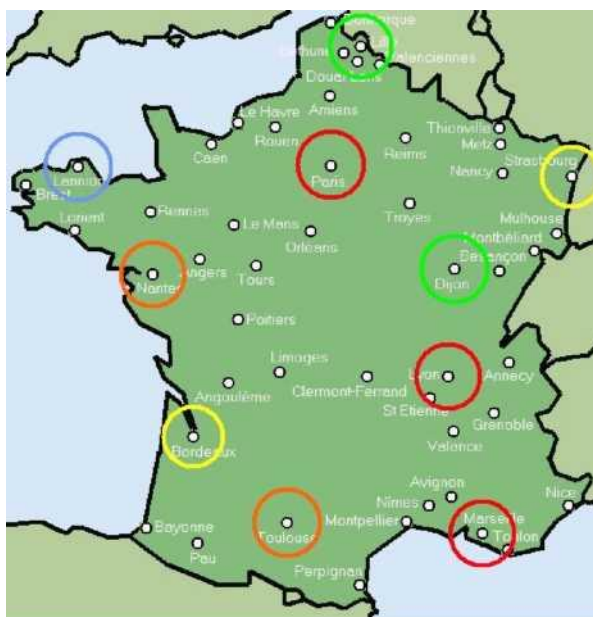 Dunkerque
Lille
Béthune
Valenciennes
Douai
Lens
Amiens
Le Havre
Rouen
Thionville
Caen
Reims
Metz
Strasbourg
Lannion
Paris
Nancy
Brest
Lorient
Rennes
Le Mans
Troyes
Mulhouse
Orléans
Montbéliard
Besançon
Angers
Nantes
Tours
Dijon
Poitiers
Limoges
Lyon
Annecy
Angoulême
Clermont-Ferrand
St Etienne
Grenoble
Valence
Bordeaux
Avignon
Nîmes
Nice
Marseille
Montpellier
Bayonne
Toulouse
Toulon
Pau
Perpignan